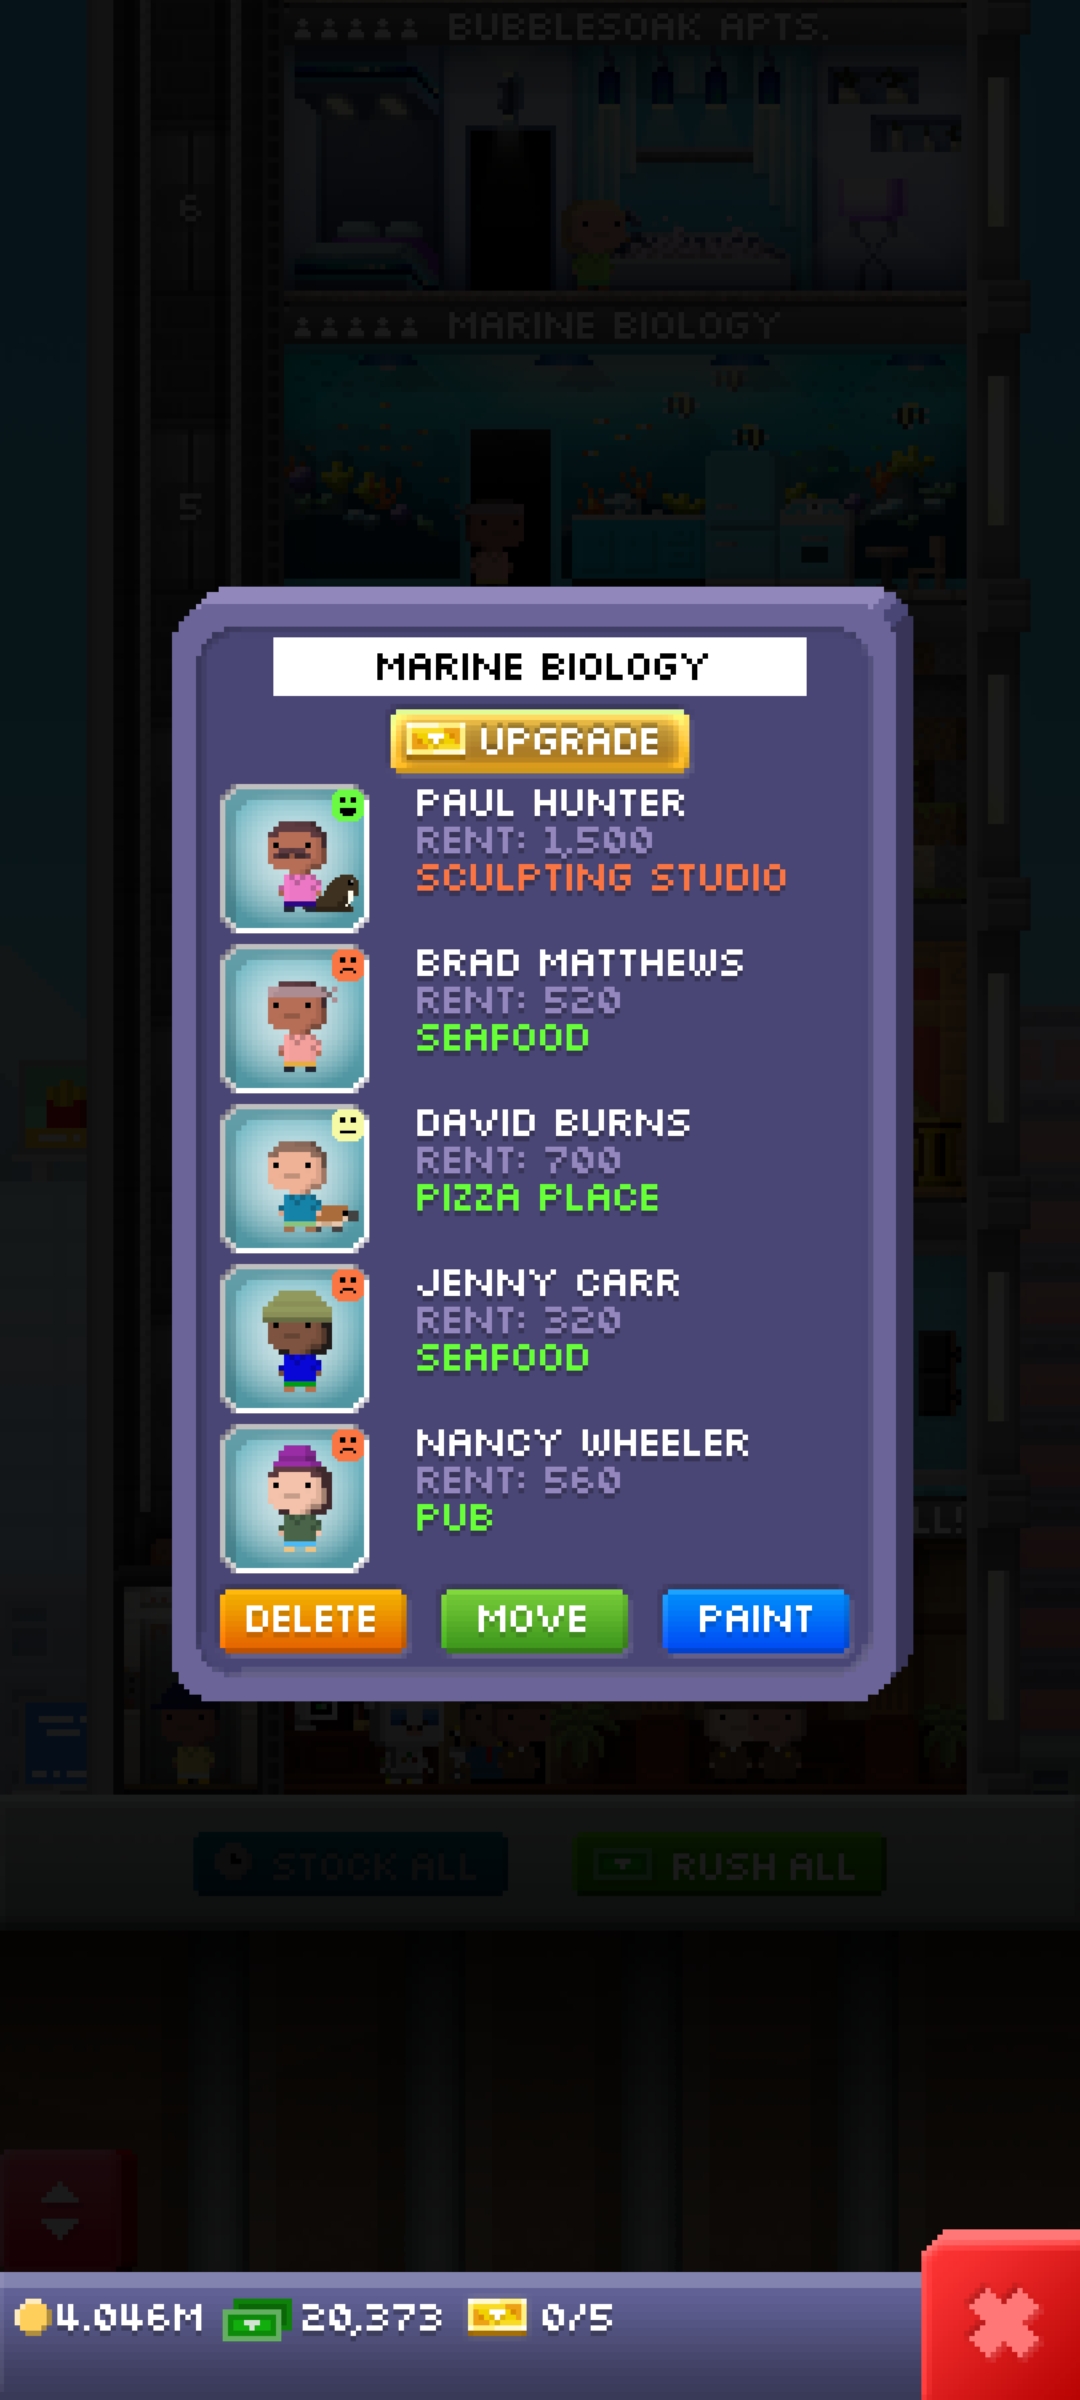 BUBBLESOAK APTS.
6
MARINE BIOLOGY
5
MARINE BIOLOGY
UPGRADE
PAUL HUNTER
RENT: 1,500
SCULPTING STUDIO
BRAD MATTHEWS
RENT: 520
SEAFOOD
DAVID BURNS
RENT: 700
PIZZA PLACE
JENNY CARR
RENT: 320
SEAFOOD
NANCY WHEELER
RENT: 560
PUB
LL!
DELETE MOVE PAINT
STOCK ALL RUSH ALL
4.046M 20,373 0/5